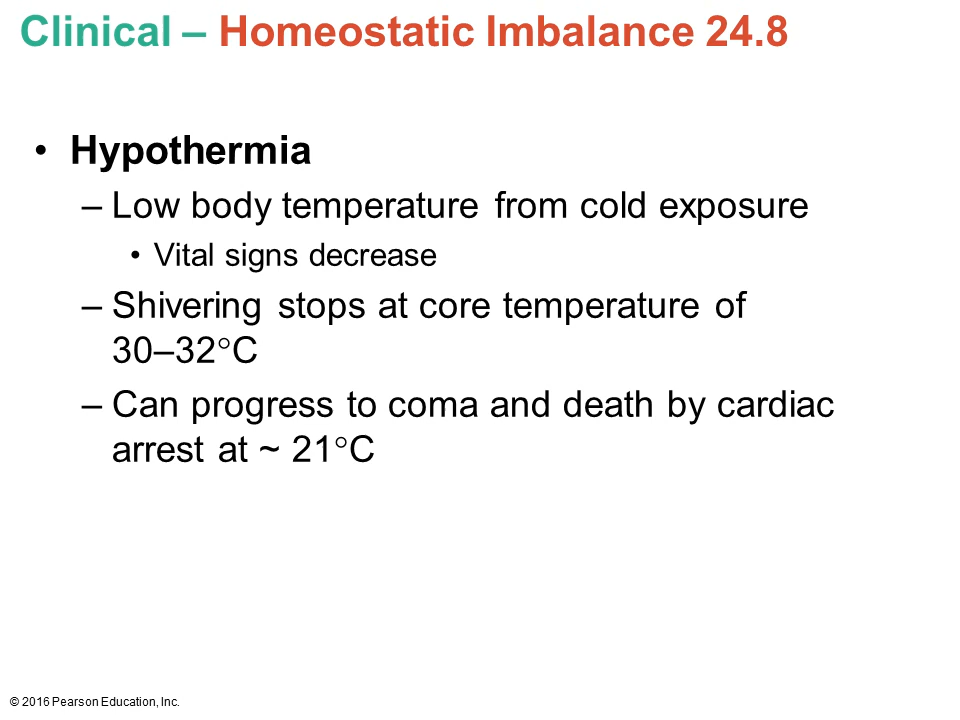 Clinical – Homeostatic Imbalance 24.8
• Hypothermia
– Low body temperature from cold exposure
• Vital signs decrease
– Shivering stops at core temperature of
30–32°C
– Can progress to coma and death by cardiac
arrest at ~ 21°C
© 2016 Pearson Education, Inc.